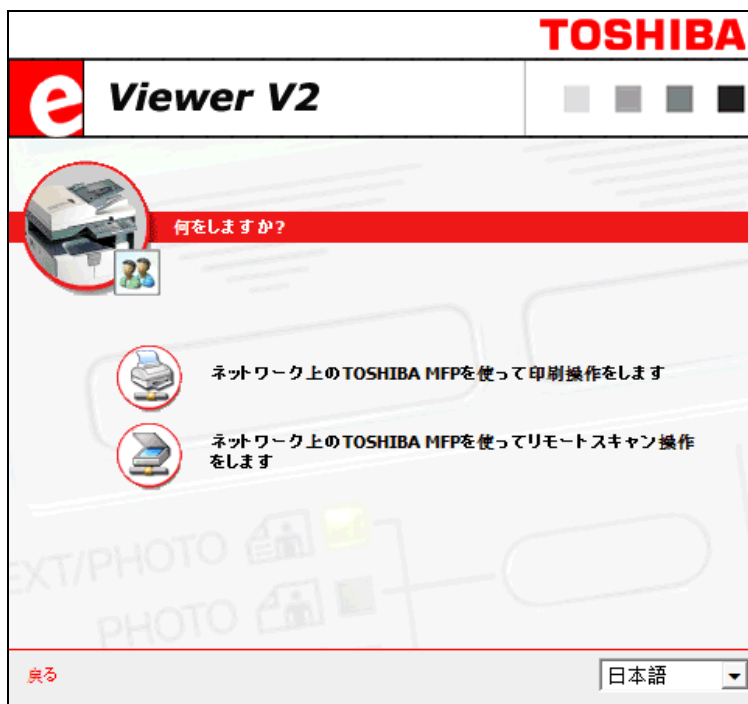 TOSHIBA
e Viewer V2
何をしますか?
ネットワーク上のTOSHIBA MFPを使って印刷操作をします
ネットワーク上のTOSHIBA MFPを使ってリモートスキャン操作
をします
EXT/PHOTO
PHOTO
戻る
日本語